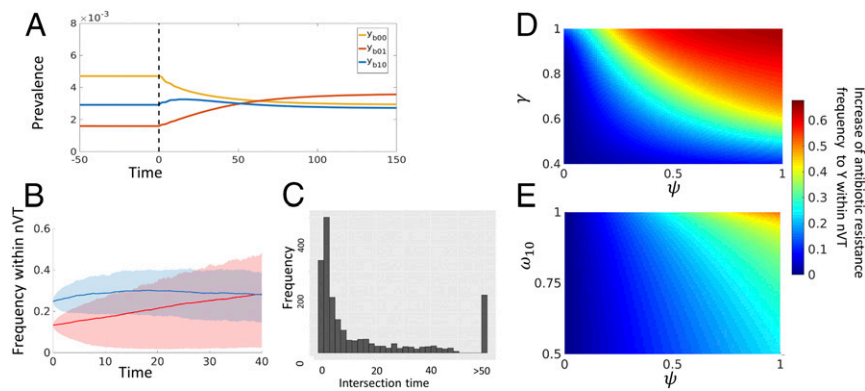 A
8 ×10⁻³
6
4
2
0
Prevalence
-50 0 50 100 150
Time
y_b00
y_b01
y_b10
B
Frequency within nVT
0.6
0.4
0.2
0
0 10 20 30 40
Time
C
Frequency
400
200
0
0 20 40 >50
Intersection time
D
γ
1
0.8
0.6
0.4
0 0.5 1
ψ
E
ω₁₀
1
0.75
0.5
0 0.5 1
ψ
0.6
0.5
0.4
0.3
0.2
0.1
0
Increase of antibiotic resistance
frequency to Y within nVT